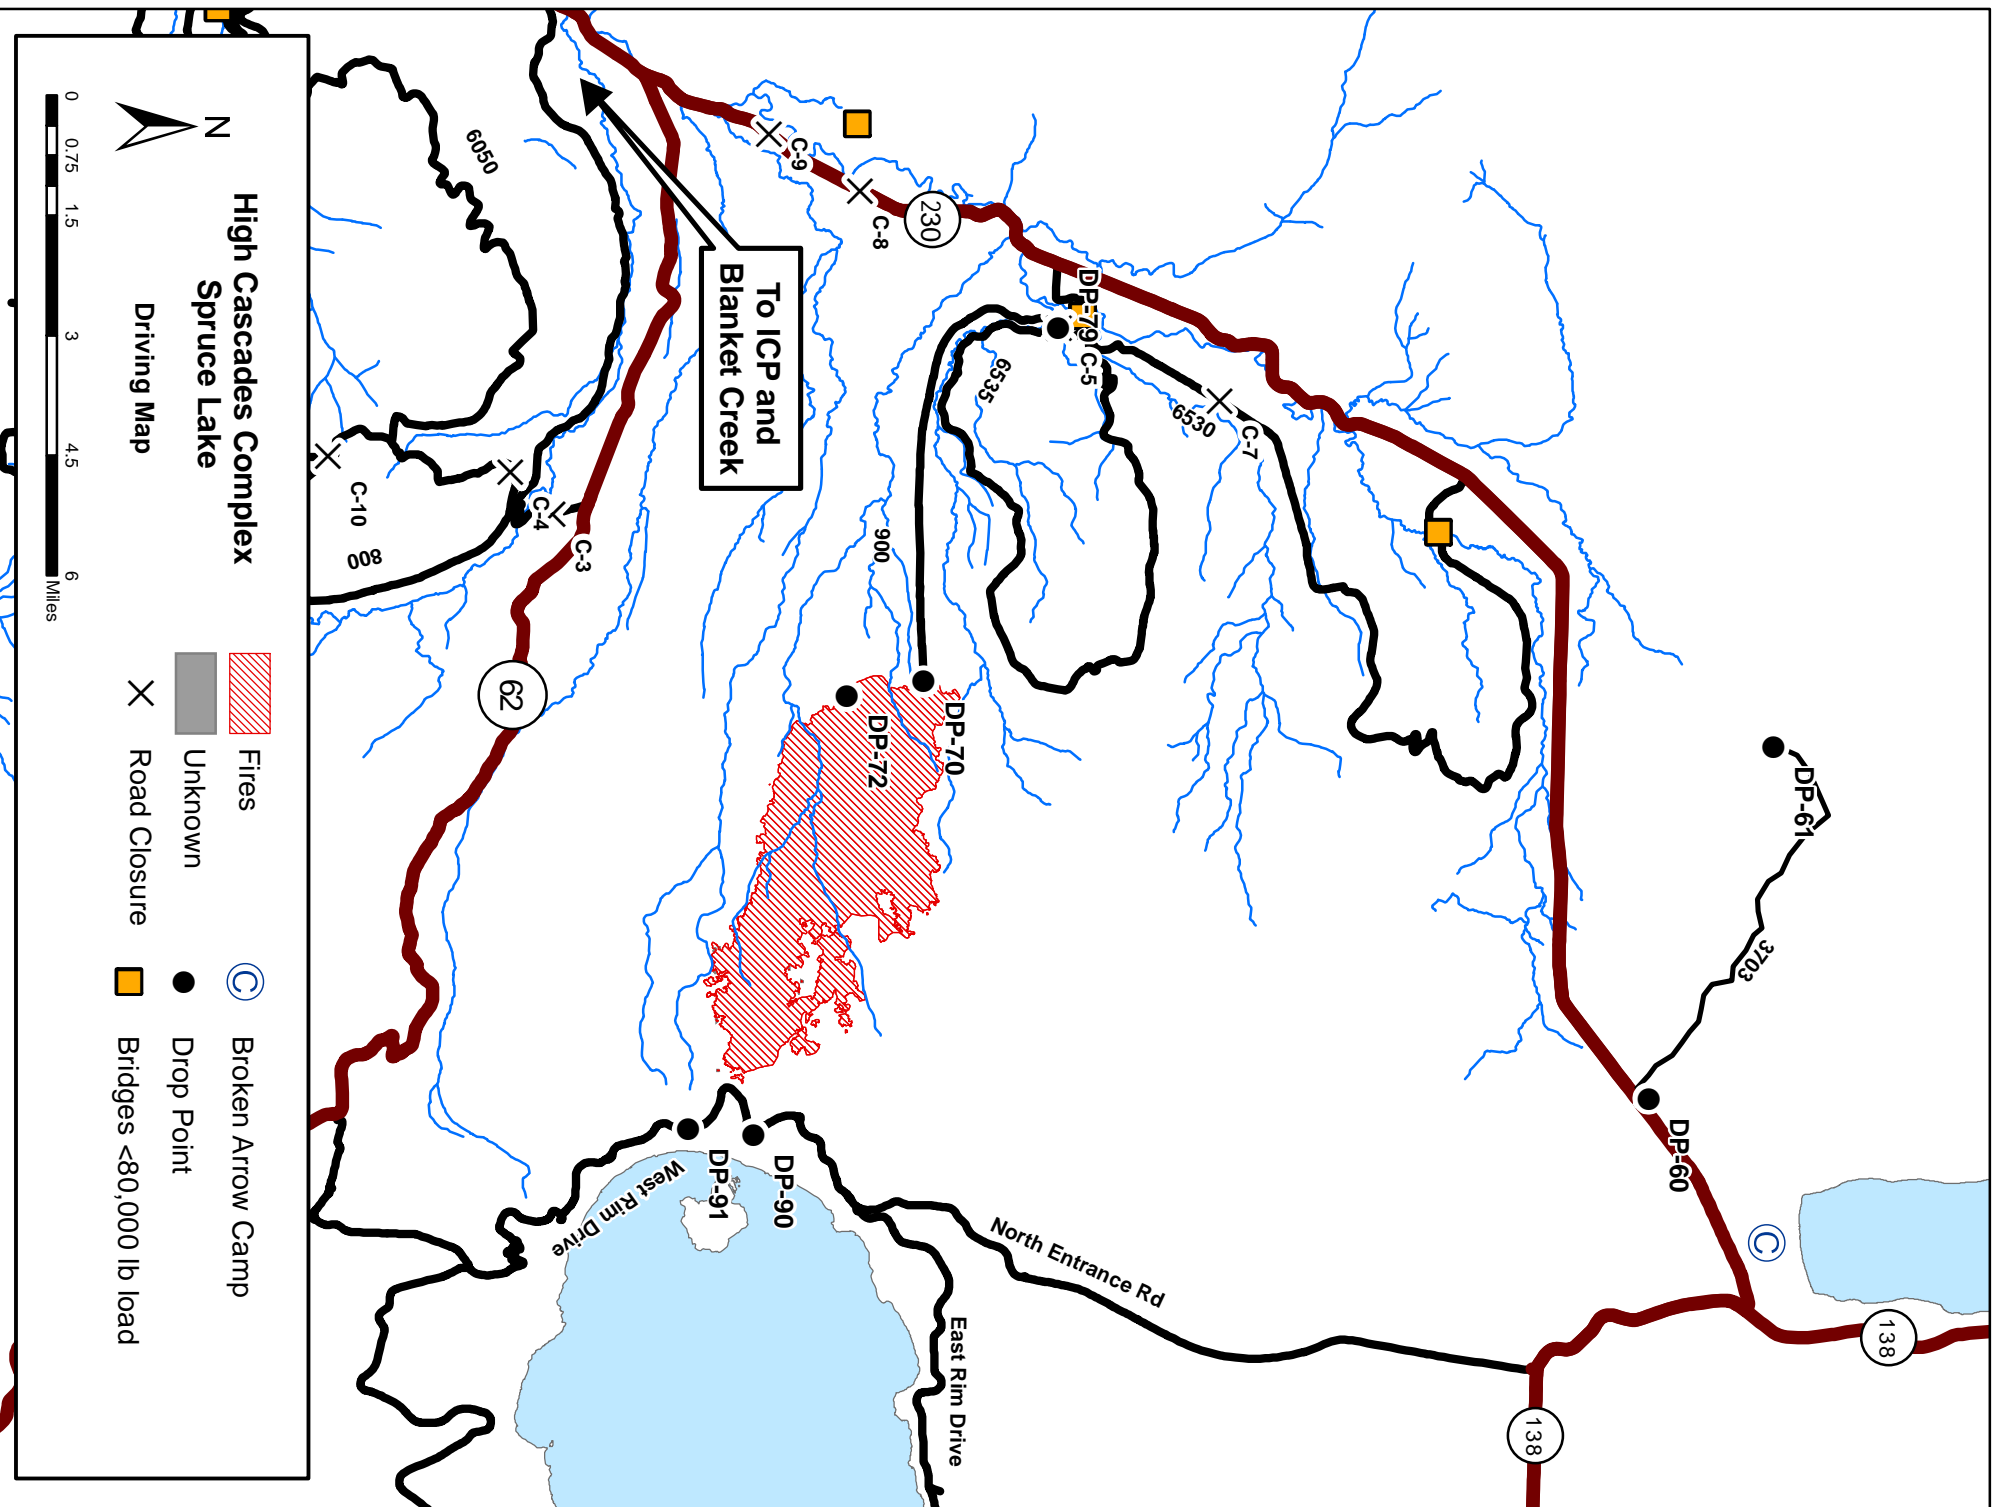 High Cascades Complex
Spruce Lake
Driving Map
N
0
0.75
1.5
3
4.5
6
Miles
Fires
Unknown
Road Closure
Broken Arrow Camp
Drop Point
Bridges <80,000 lb load
C
To ICP and
Blanket Creek
DP-61
3703
DP-60
C
138
138
6530
C-7
DP-79
C-5
6535
230
C-8
C-9
900
DP-70
DP-72
North Entrance Rd
East Rim Drive
DP-90
DP-91
West Rim Drive
62
C-3
C-4
C-10
800
6050